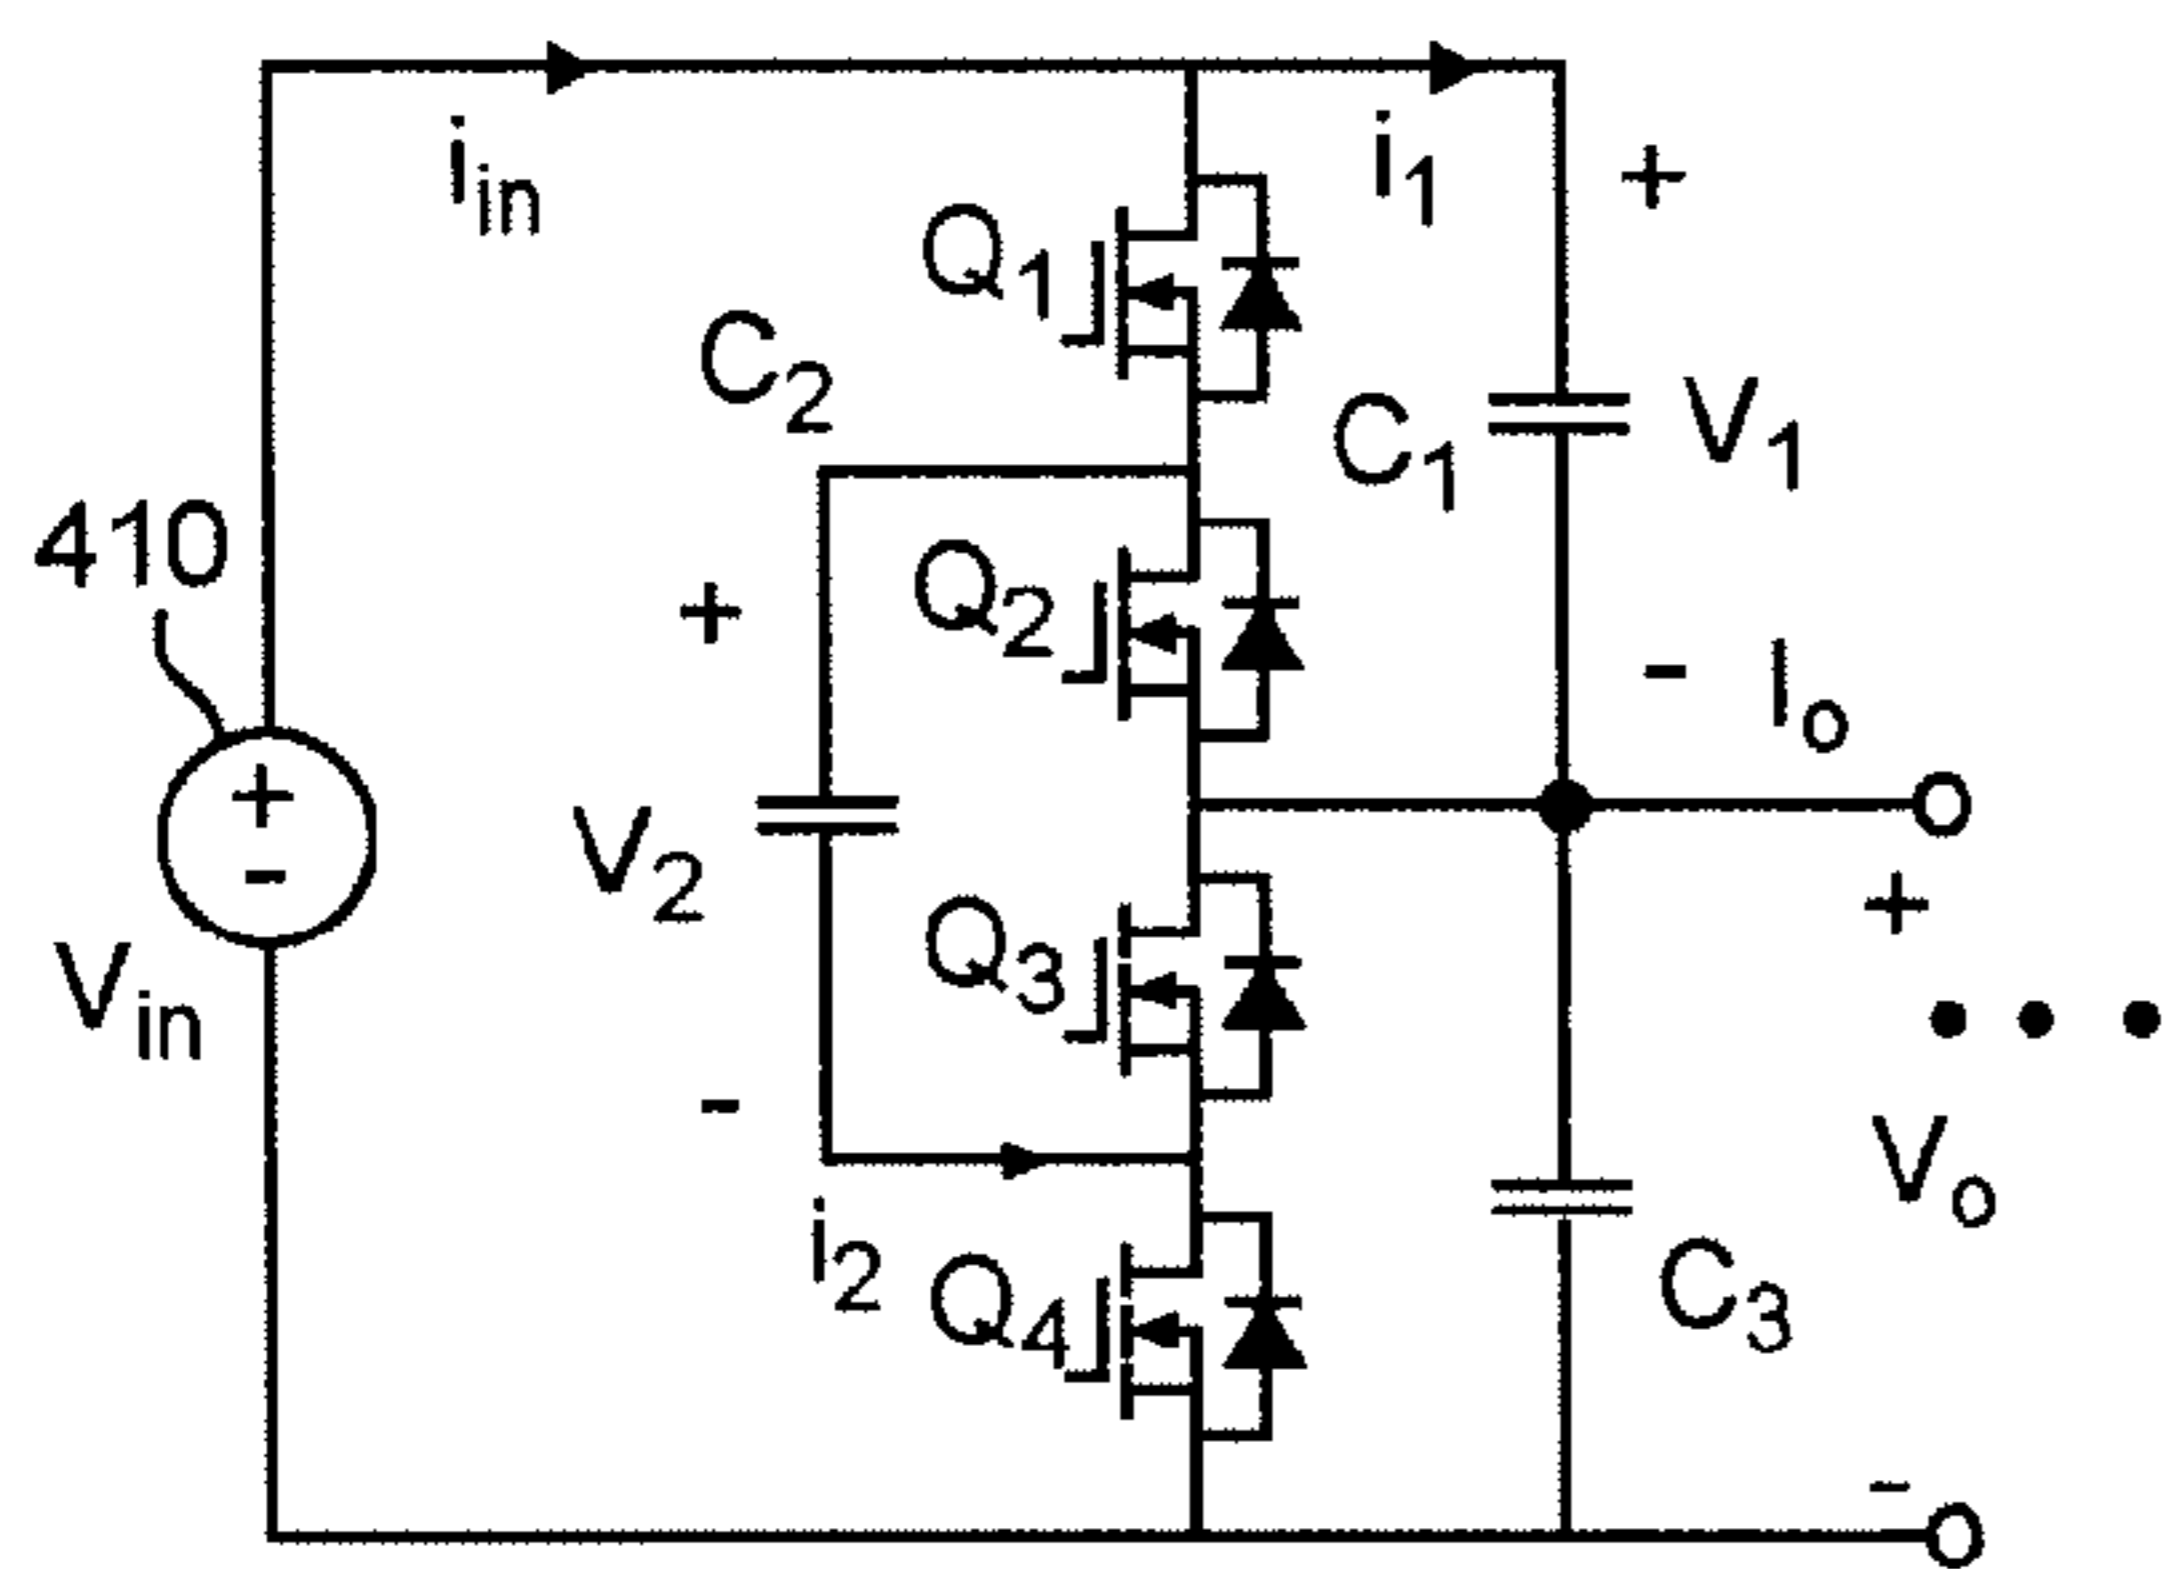 i_in
i_1
+
Q_1
C_2
C_1
V_1
410
+
Q_2
-
I_o
+
-
V_2
Q_3
+
V_in
-
V_o
i_2
Q_4
C_3
-